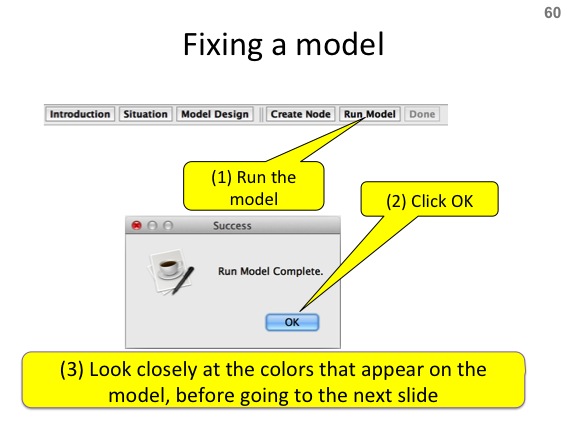 60
Fixing a model
Introduction Situation Model Design Create Node Run Model Done
(1) Run the
model
(2) Click OK
Success
Run Model Complete.
OK
(3) Look closely at the colors that appear on the
model, before going to the next slide